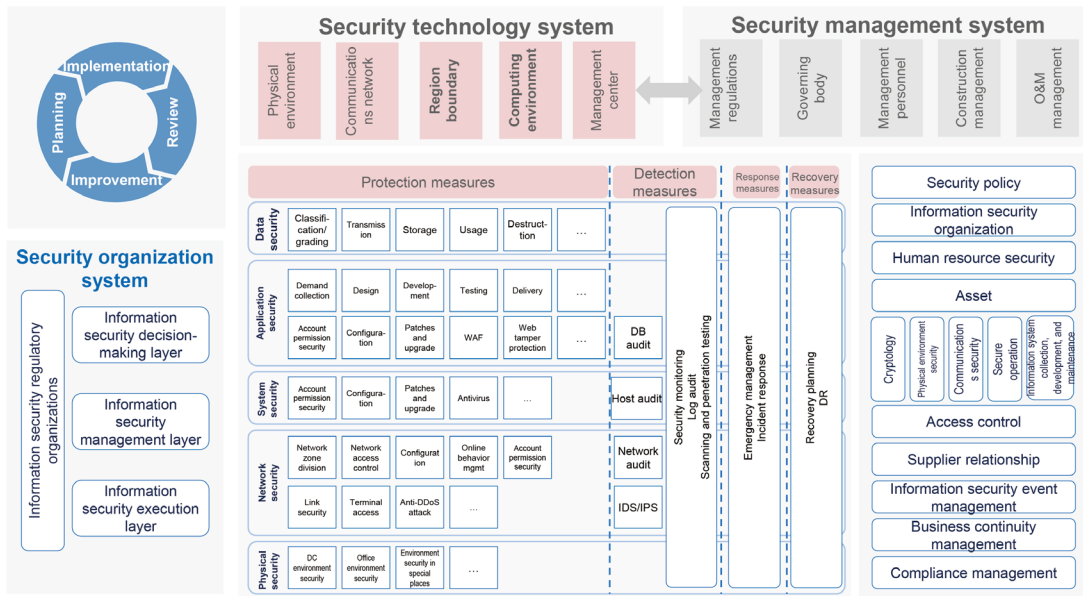 Implementation
Planning
Review
Improvement
Security technology system
Physical
environment
Communicatio
ns network
Region
boundary
Computing
environment
Management
center
Security management system
Management
regulations
Governing
body
Management
personnel
Construction
management
O&M
management
Security organization
system
Information security regulatory
organizations
Information
security decision-
making layer
Information
security
management layer
Information
security execution
layer
Protection measures
Detection
measures
Response
measures
Recovery
measures
Data
security
Classifi-
cation/
grading
Transmiss
ion
Storage
Usage
Destruc-
tion
...
Application
security
Demand
collection
Design
Develop-
ment
Testing
Delivery
...
Account
permission
security
Configura-
tion
Patches
and
upgrade
WAF
Web
tamper
protection
...
DB
audit
System
security
Account
permission
security
Configura-
tion
Patches
and
upgrade
Antivirus
...
Host audit
Network
security
Network
zone
division
Network
access
control
Configurat
ion
Online
behavior
mgmt
Account
permission
security
Network
audit
Link
security
Terminal
access
Anti-DDoS
attack
...
IDS/IPS
Physical
security
DC
environment
security
Office
environment
security
Environment
security in
special
places
...
Security monitoring
Log audit
Scanning and penetration testing
Emergency management
Incident response
Recovery planning
DR
Security policy
Information security
organization
Human resource security
Asset
Cryptology
Physical environment
security
Communication
s security
Secure
operation
Information system
collection,
development, and
maintenance
Access control
Supplier relationship
Information security event
management
Business continuity
management
Compliance management